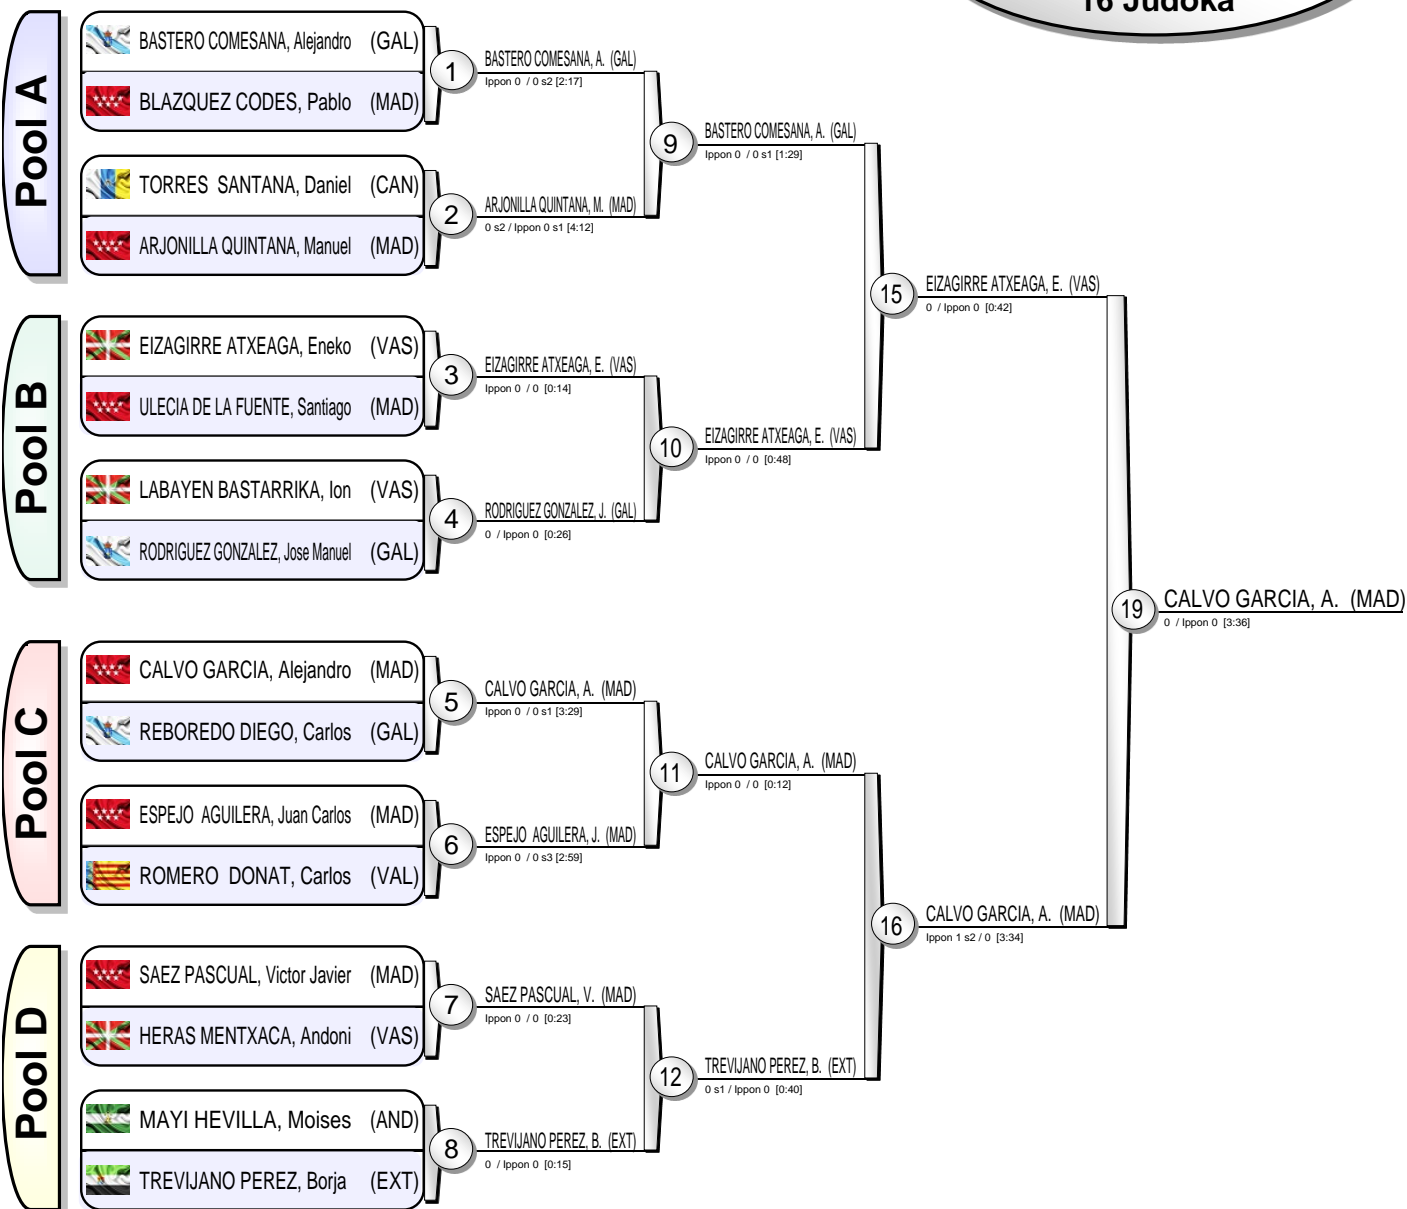 16 Judoka
Pool A
BASTERO COMESANA, Alejandro (GAL)
BLAZQUEZ CODES, Pablo (MAD)
TORRES SANTANA, Daniel (CAN)
ARJONILLA QUINTANA, Manuel (MAD)
Pool B
EIZAGIRRE ATXEAGA, Eneko (VAS)
ULECIA DE LA FUENTE, Santiago (MAD)
LABAYEN BASTARRIKA, Ion (VAS)
RODRIGUEZ GONZALEZ, Jose Manuel (GAL)
Pool C
CALVO GARCIA, Alejandro (MAD)
REBOREDO DIEGO, Carlos (GAL)
ESPEJO AGUILERA, Juan Carlos (MAD)
ROMERO DONAT, Carlos (VAL)
Pool D
SAEZ PASCUAL, Victor Javier (MAD)
HERAS MENTXACA, Andoni (VAS)
MAYI HEVILLA, Moises (AND)
TREVIJANO PEREZ, Borja (EXT)
1
BASTERO COMESANA, A. (GAL)
Ippon 0 / 0 s2 [2:17]
2
ARJONILLA QUINTANA, M. (MAD)
0 s2 / Ippon 0 s1 [4:12]
3
EIZAGIRRE ATXEAGA, E. (VAS)
Ippon 0 / 0 [0:14]
4
RODRIGUEZ GONZALEZ, J. (GAL)
0 / Ippon 0 [0:26]
5
CALVO GARCIA, A. (MAD)
Ippon 0 / 0 s1 [3:29]
6
ESPEJO AGUILERA, J. (MAD)
Ippon 0 / 0 s3 [2:59]
7
SAEZ PASCUAL, V. (MAD)
Ippon 0 / 0 [0:23]
8
TREVIJANO PEREZ, B. (EXT)
0 / Ippon 0 [0:15]
9
BASTERO COMESANA, A. (GAL)
Ippon 0 / 0 s1 [1:29]
10
EIZAGIRRE ATXEAGA, E. (VAS)
Ippon 0 / 0 [0:48]
11
CALVO GARCIA, A. (MAD)
Ippon 0 / 0 [0:12]
12
TREVIJANO PEREZ, B. (EXT)
0 s1 / Ippon 0 [0:40]
15
EIZAGIRRE ATXEAGA, E. (VAS)
0 / Ippon 0 [0:42]
16
CALVO GARCIA, A. (MAD)
Ippon 1 s2 / 0 [3:34]
19
CALVO GARCIA, A. (MAD)
0 / Ippon 0 [3:36]